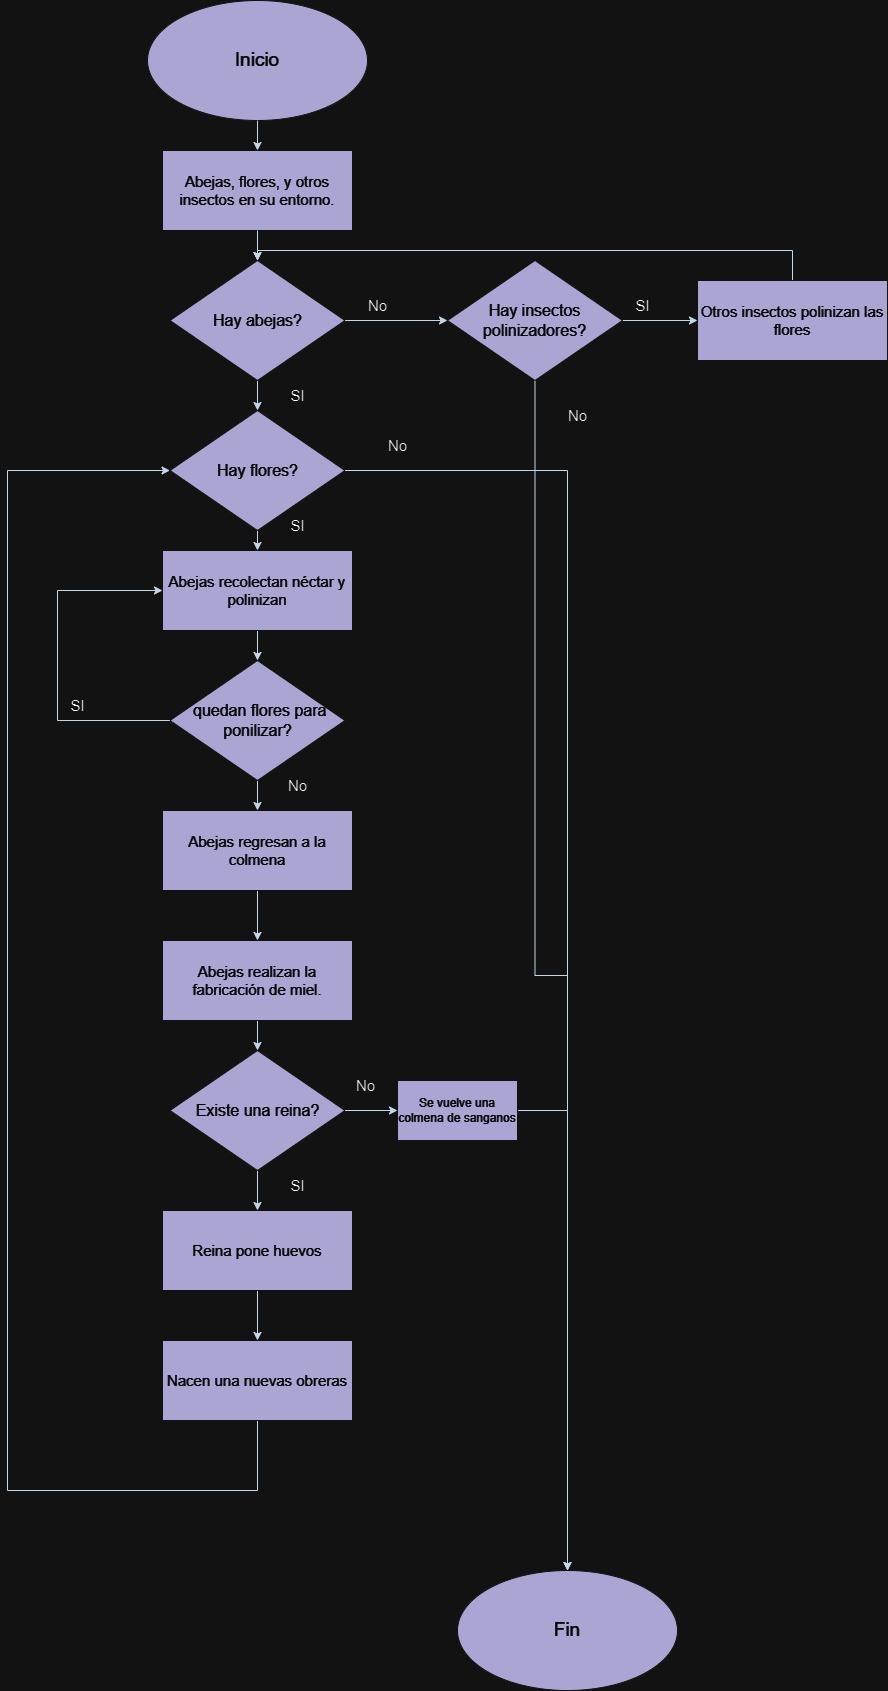 Inicio
Abejas, flores, y otros
insectos en su entorno.
Hay abejas?
No
Hay insectos
polinizadores?
SI
Otros insectos polinizan las
flores
SI
No
Hay flores?
No
SI
Abejas recolectan néctar y
polinizan
SI
quedan flores para
ponilizar?
No
Abejas regresan a la
colmena
Abejas realizan la
fabricación de miel.
Existe una reina?
No
Se vuelve una
colmena de sanganos
SI
Reina pone huevos
Nacen una nuevas obreras
Fin